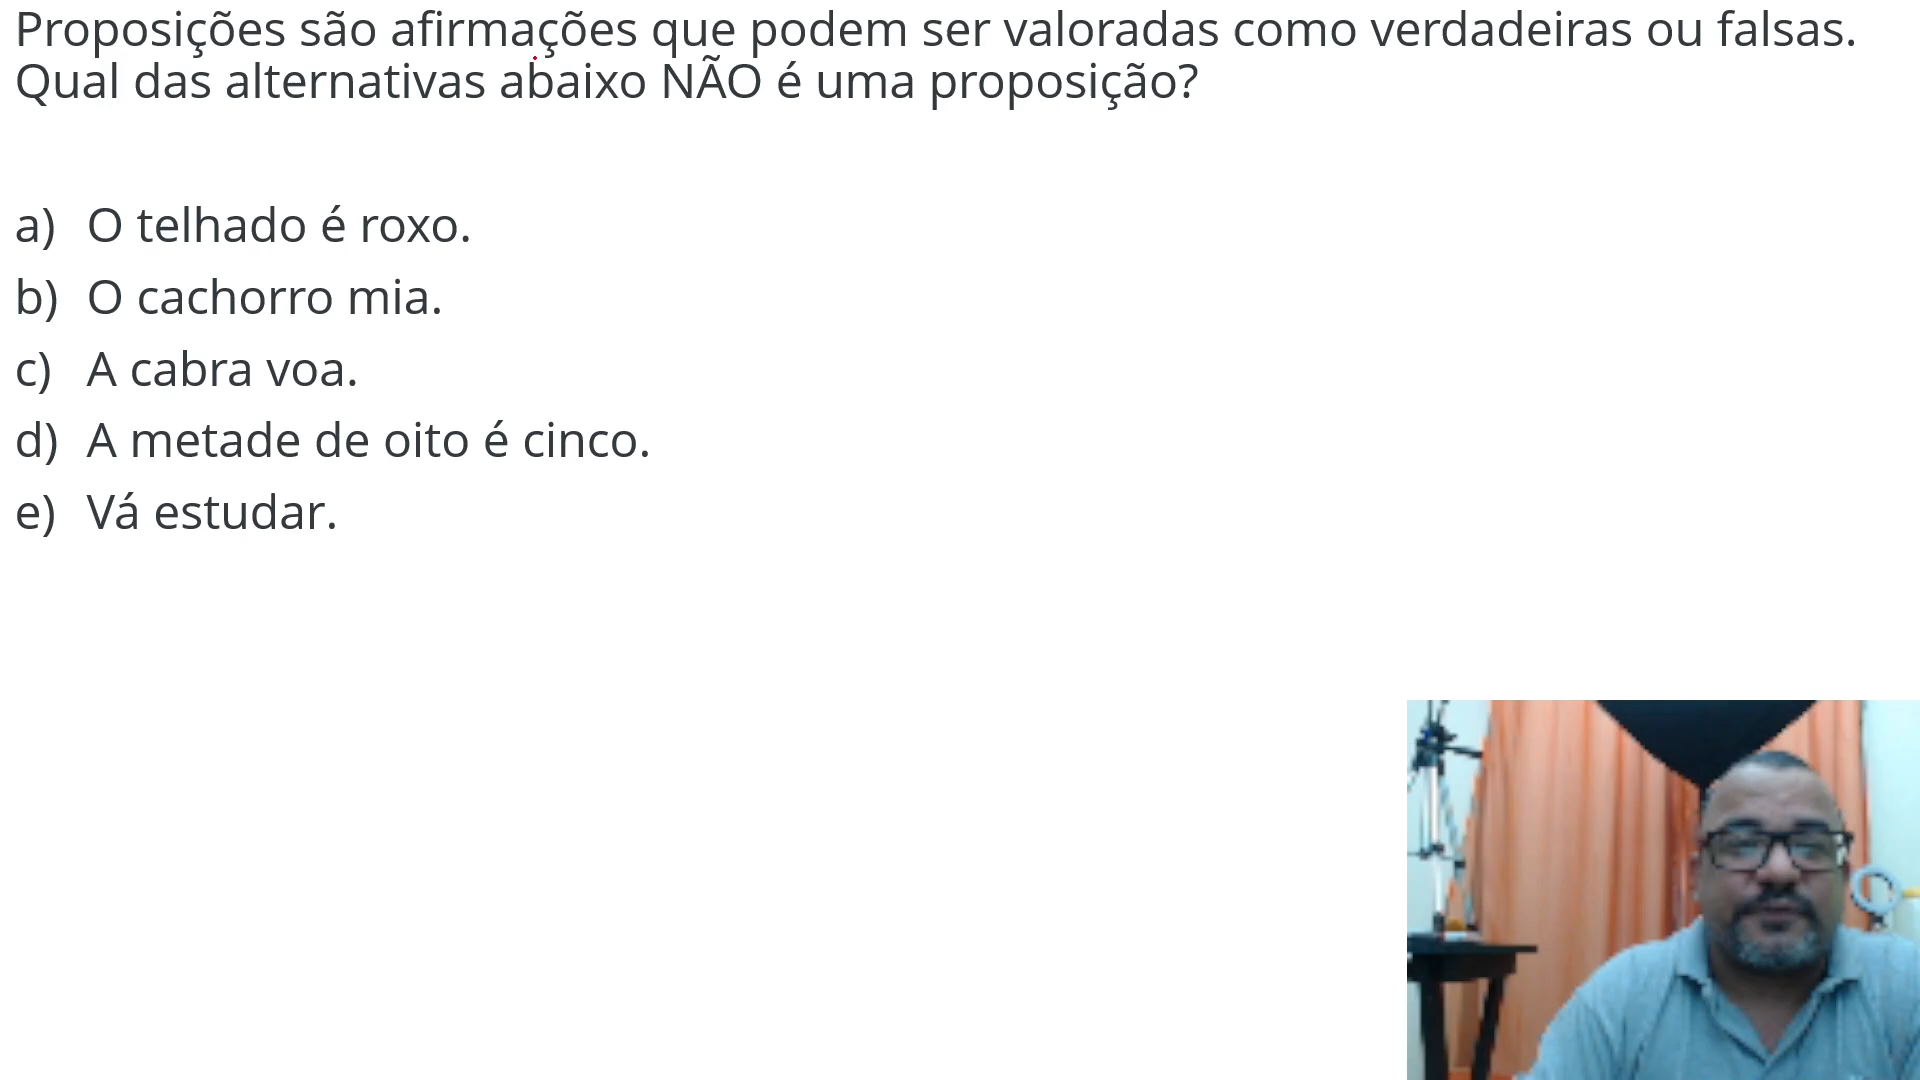 Proposições são afirmações que podem ser valoradas como verdadeiras ou falsas.
Qual das alternativas abaixo NÃO é uma proposição?
a) O telhado é roxo.
b) O cachorro mia.
c) A cabra voa.
d) A metade de oito é cinco.
e) Vá estudar.